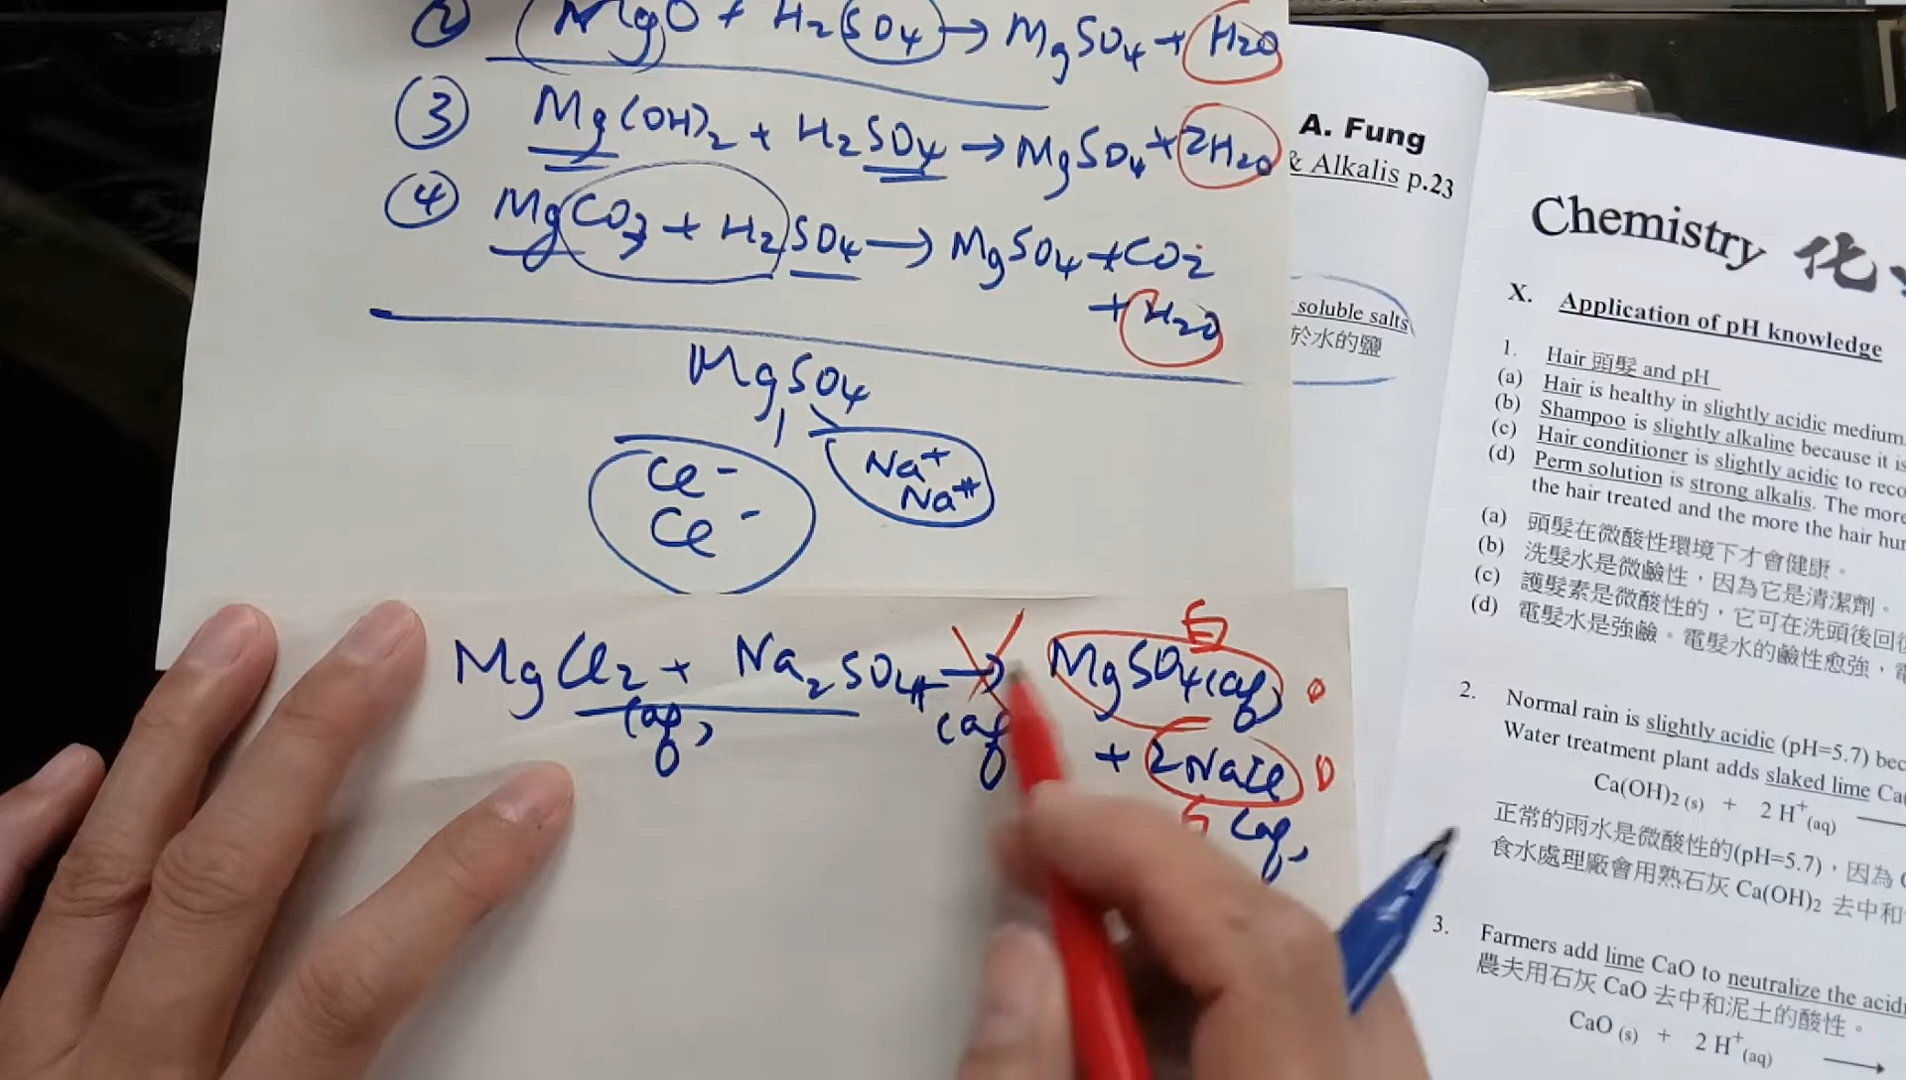 ② MgO + H2SO4 → MgSO4 + H2O
③ Mg(OH)2 + H2SO4 → MgSO4 + 2H2O
④ MgCO3 + H2SO4 → MgSO4 + CO2
+ H2O
MgSO4
Cl-
Cl-
Na+
Na+
白
MgCl2 + Na2SO4 → MgSO4(aq)
(aq) (aq)
+ 2NaCl
(aq)
A. Fung
& Alkalis p.23
soluble salts
於水的鹽
Chemistry 化
X. Application of pH knowledge
1. Hair 頭髮 and pH
(a) Hair is healthy in slightly acidic medium
(b) Shampoo is slightly alkaline because it is
(c) Hair conditioner is slightly acidic to reco
(d) Perm solution is strong alkalis. The more
the hair treated and the more the hair hur
(a) 頭髮在微酸性環境下才會健康。
(b) 洗髮水是微鹼性,因為它是清潔劑。
(c) 護髮素是微酸性的,它可在洗頭後回復
(d) 電髮水是強鹼。電髮水的鹼性愈強,電
2. Normal rain is slightly acidic (pH=5.7) bec
Water treatment plant adds slaked lime Ca(
Ca(OH)2 (s) + 2 H+(aq)
正常的雨水是微酸性的(pH=5.7),因為 C
食水處理廠會用熟石灰 Ca(OH)2 去中和
3. Farmers add lime CaO to neutralize the acidi
農夫用石灰 CaO 去中和泥土的酸性。
CaO (s) + 2 H+(aq)